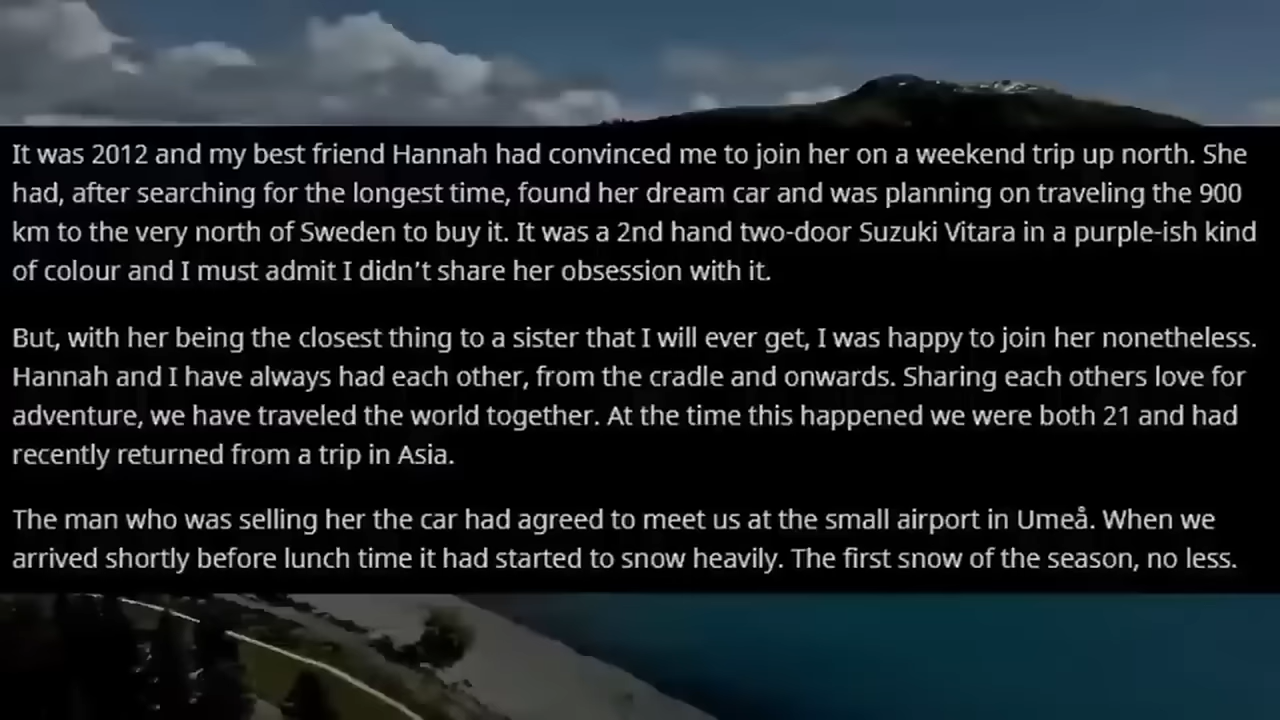 It was 2012 and my best friend Hannah had convinced me to join her on a weekend trip up north. She
had, after searching for the longest time, found her dream car and was planning on traveling the 900
km to the very north of Sweden to buy it. It was a 2nd hand two-door Suzuki Vitara in a purple-ish kind
of colour and I must admit I didn't share her obsession with it.
But, with her being the closest thing to a sister that I will ever get, I was happy to join her nonetheless.
Hannah and I have always had each other, from the cradle and onwards. Sharing each others love for
adventure, we have traveled the world together. At the time this happened we were both 21 and had
recently returned from a trip in Asia.
The man who was selling her the car had agreed to meet us at the small airport in Umeå. When we
arrived shortly before lunch time it had started to snow heavily. The first snow of the season, no less.